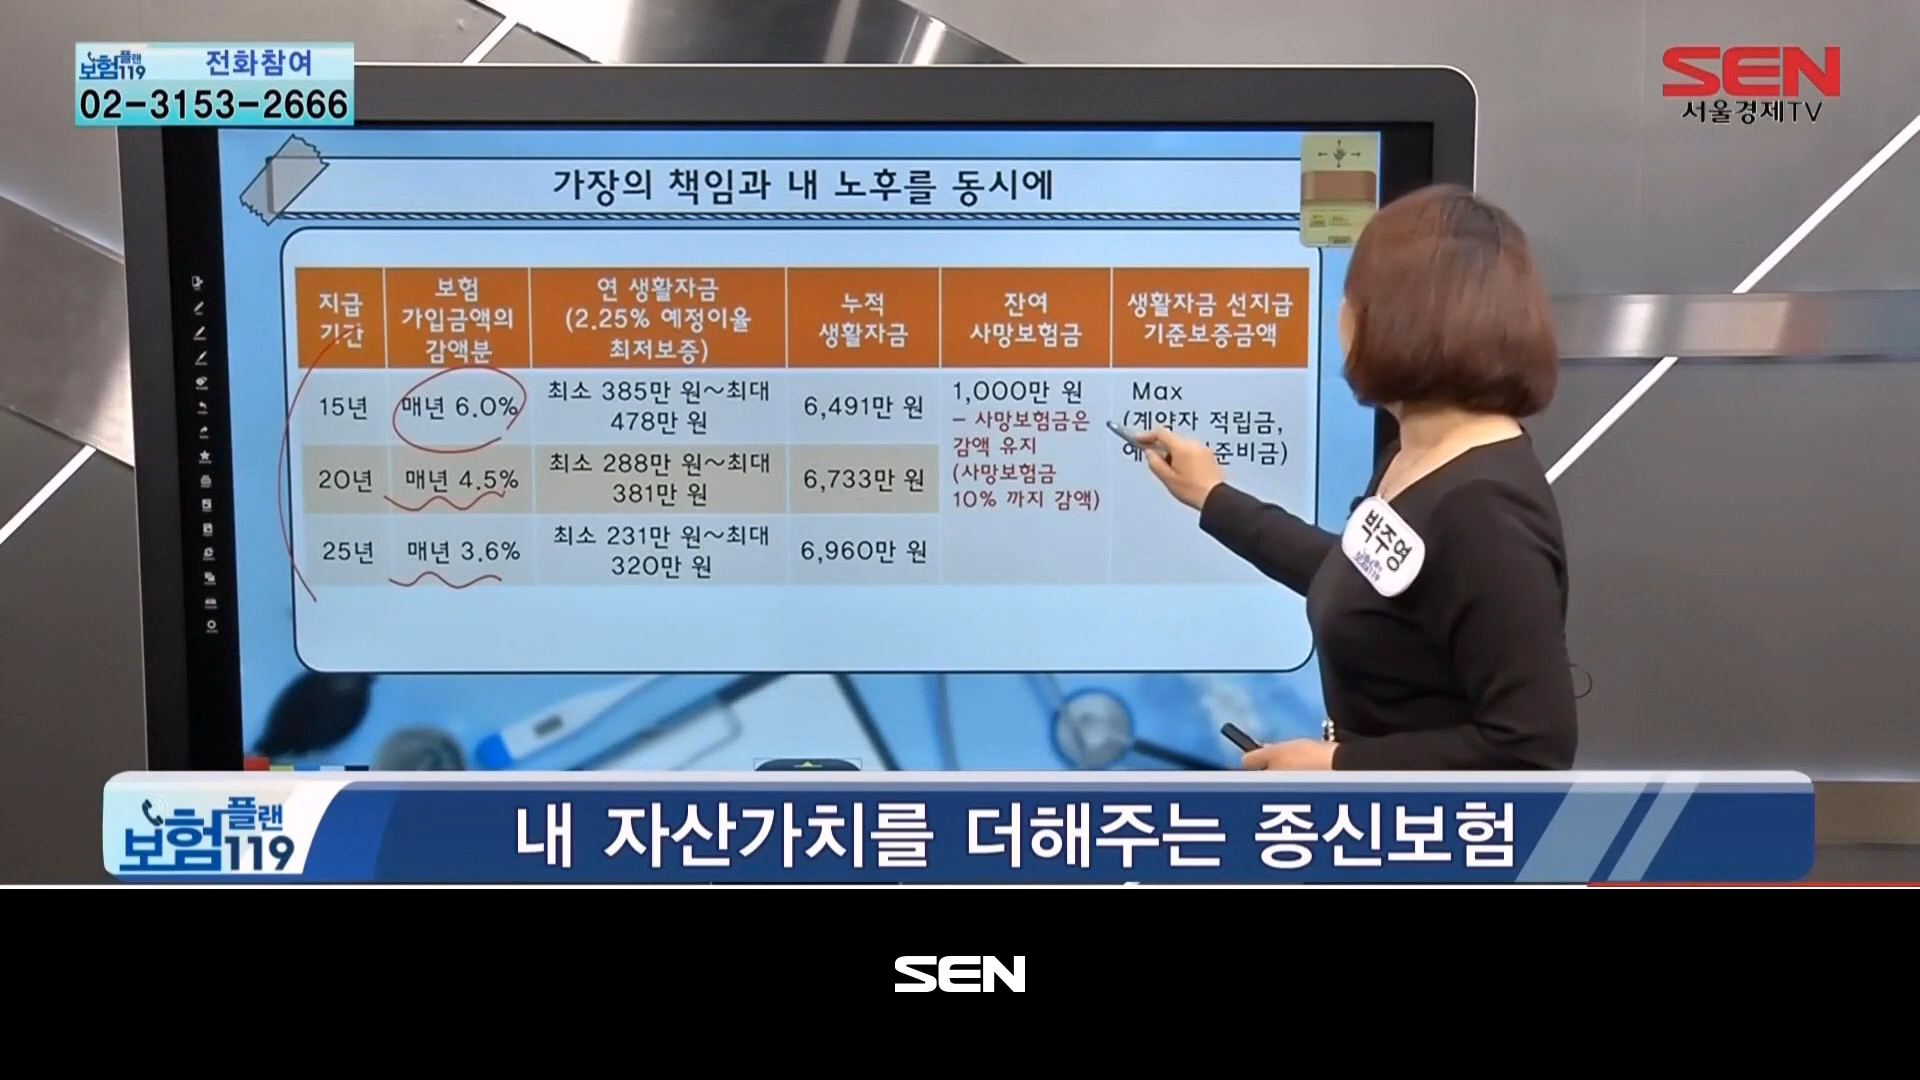 보험플랜119 전화참여
02-3153-2666
SEN
서울경제TV
가장의 책임과 내 노후를 동시에
지급
기간
보험
가입금액의
감액분
연 생활자금
(2.25% 예정이율
최저보증)
누적
생활자금
잔여
사망보험금
생활자금 선지급
기준보증금액
15년
매년 6.0%
최소 385만 원~최대
478만 원
6,491만 원
1,000만 원
- 사망보험금은
감액 유지
(사망보험금
10% 까지 감액)
Max
(계약자 적립금,
준비금)
20년
매년 4.5%
최소 288만 원~최대
381만 원
6,733만 원
25년
매년 3.6%
최소 231만 원~최대
320만 원
6,960만 원
박주영
보험플랜119
내 자산가치를 더해주는 종신보험
SEN